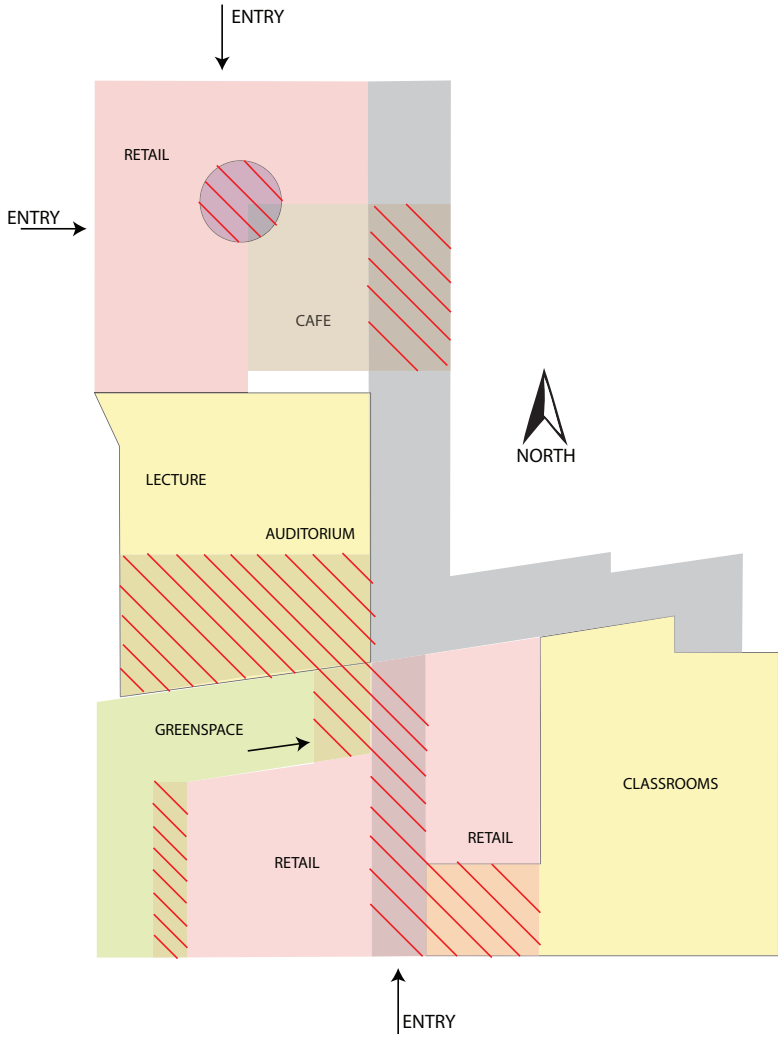 ENTRY
RETAIL
ENTRY
CAFE
NORTH
LECTURE
AUDITORIUM
GREENSPACE
CLASSROOMS
RETAIL
RETAIL
ENTRY